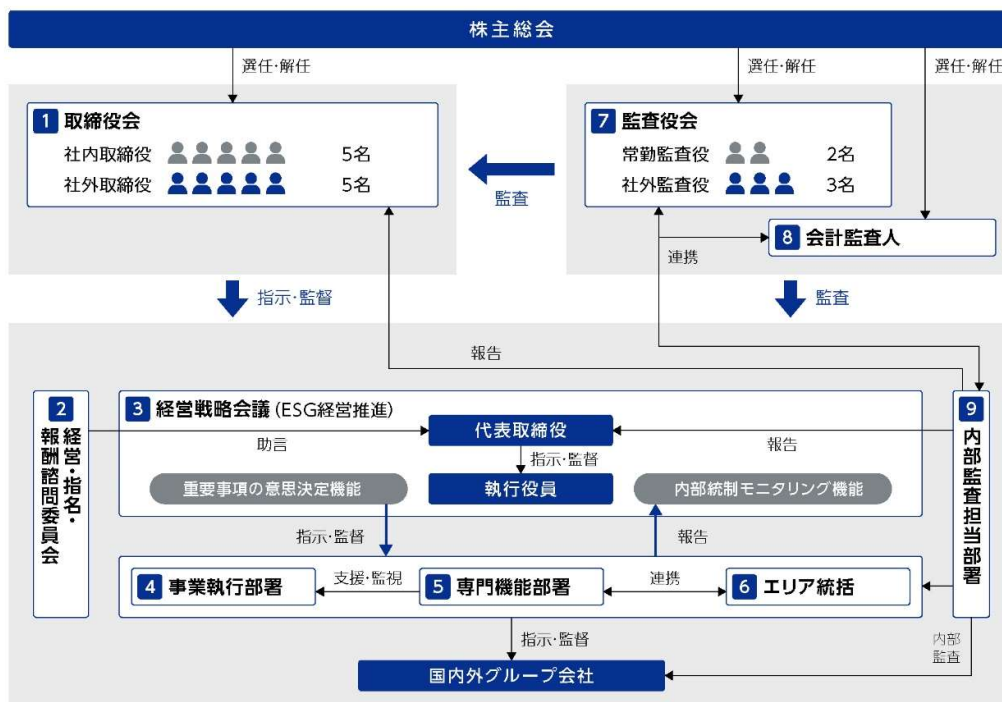 株主総会
選任・解任
選任・解任
選任・解任
1 取締役会
社内取締役 5名
社外取締役 5名
監査
7 監査役会
常勤監査役 2名
社外監査役 3名
8 会計監査人
連携
指示・監督
監査
報告
2 経営・指名・
報酬諮問委員会
3 経営戦略会議(ESG経営推進)
代表取締役
助言
報告
指示・監督
重要事項の意思決定機能
執行役員
内部統制モニタリング機能
9 内部監査担当部署
指示・監督
報告
4 事業執行部署
支援・監視
5 専門機能部署
連携
6 エリア統括
指示・監督
内部
監査
国内外グループ会社